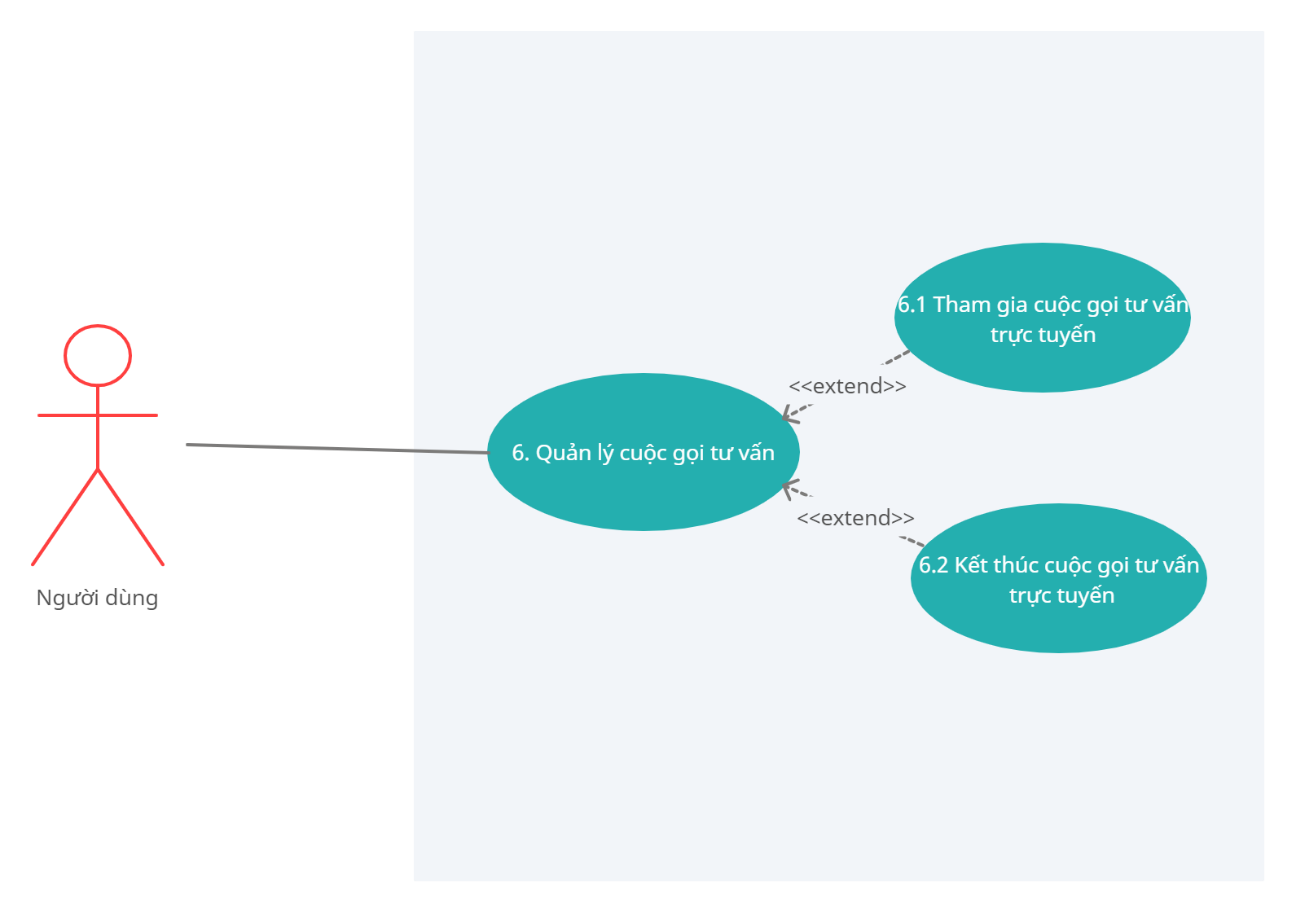 6.1 Tham gia cuộc gọi tư vấn
trực tuyến
<<extend>>
6. Quản lý cuộc gọi tư vấn
<<extend>>
6.2 Kết thúc cuộc gọi tư vấn
trực tuyến
Người dùng